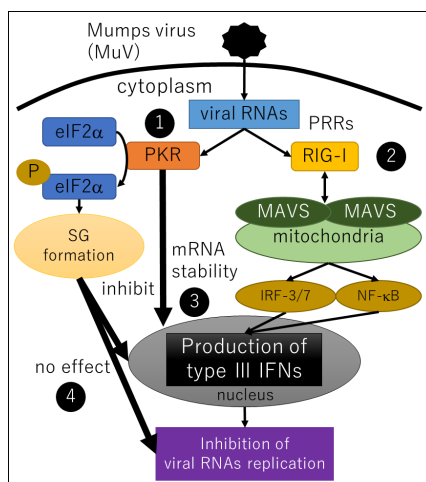 Mumps virus
(MuV)
cytoplasm
viral RNAs
PRRs
1
eIF2α
PKR
RIG-I
2
P
eIF2α
MAVS
MAVS
mitochondria
SG
formation
mRNA
stability
inhibit
3
IRF-3/7
NF-κB
Production of
type III IFNs
nucleus
no effect
4
Inhibition of
viral RNAs replication